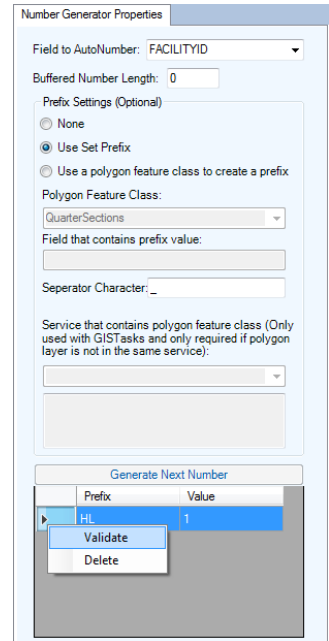 Number Generator Properties
Field to AutoNumber: FACILITYID
Buffered Number Length: 0
Prefix Settings (Optional)
None
Use Set Prefix
Use a polygon feature class to create a prefix
Polygon Feature Class:
QuarterSections
Field that contains prefix value:
Seperator Character: _
Service that contains polygon feature class (Only
used with GISTasks and only required if polygon
layer is not in the same service):
Generate Next Number
Prefix Value
HL 1
Validate
Delete